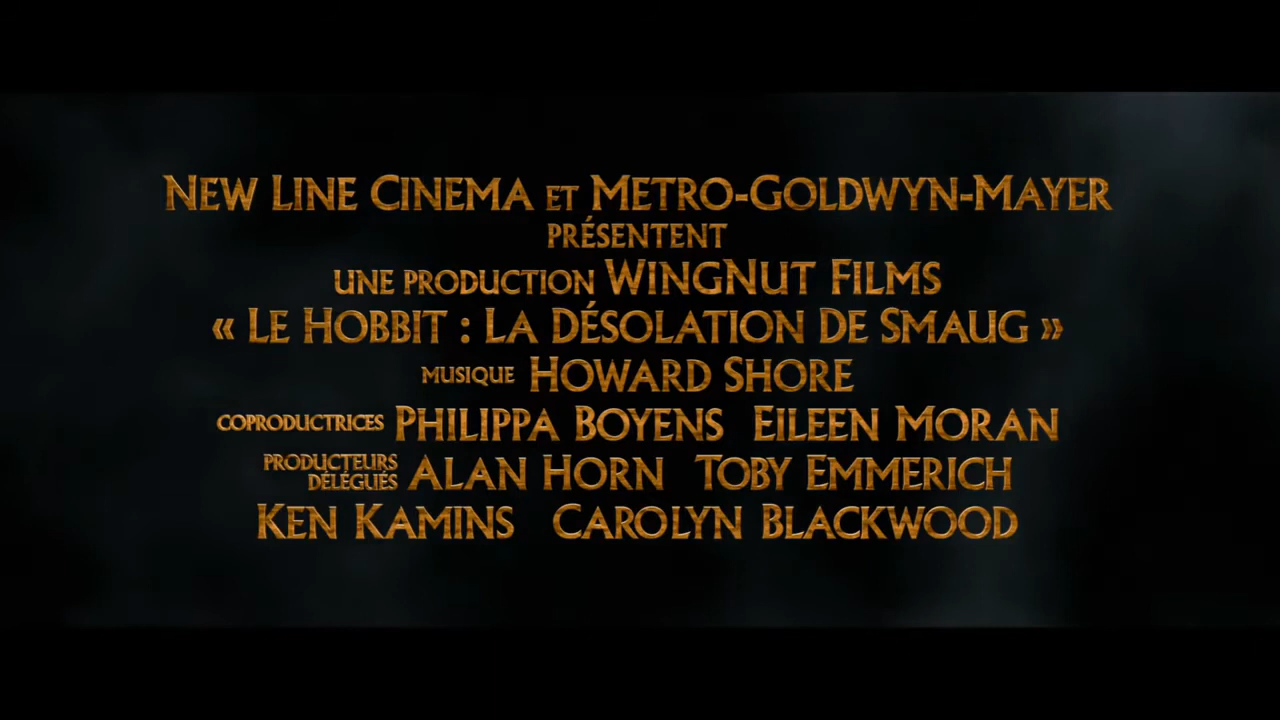 NEW LINE CINEMA ET METRO-GOLDWYN-MAYER
PRÉSENTENT
UNE PRODUCTION WINGNUT FILMS
« LE HOBBIT : LA DÉSOLATION DE SMAUG »
MUSIQUE HOWARD SHORE
COPRODUCTRICES PHILIPPA BOYENS EILEEN MORAN
PRODUCTEURS DÉLÉGUÉS ALAN HORN TOBY EMMERICH
KEN KAMINS CAROLYN BLACKWOOD